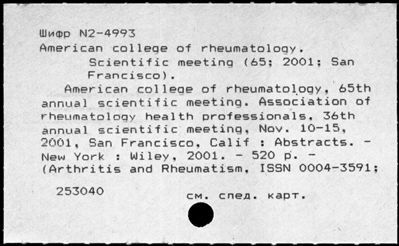 Шифр N2-4993
American college of rheumatology.
Scientific meeting (65; 2001; San
Francisco).
American college of rheumatology, 65th
annual scientific meeting. Association of
rheumatology health professionals, 36th
annual scientific meeting, Nov. 10-15,
2001, San Francisco, Calif : Abstracts. -
New York : Wiley, 2001. - 520 p. -
(Arthritis and Rheumatism, ISSN 0004-3591;
253040 см. след. карт.